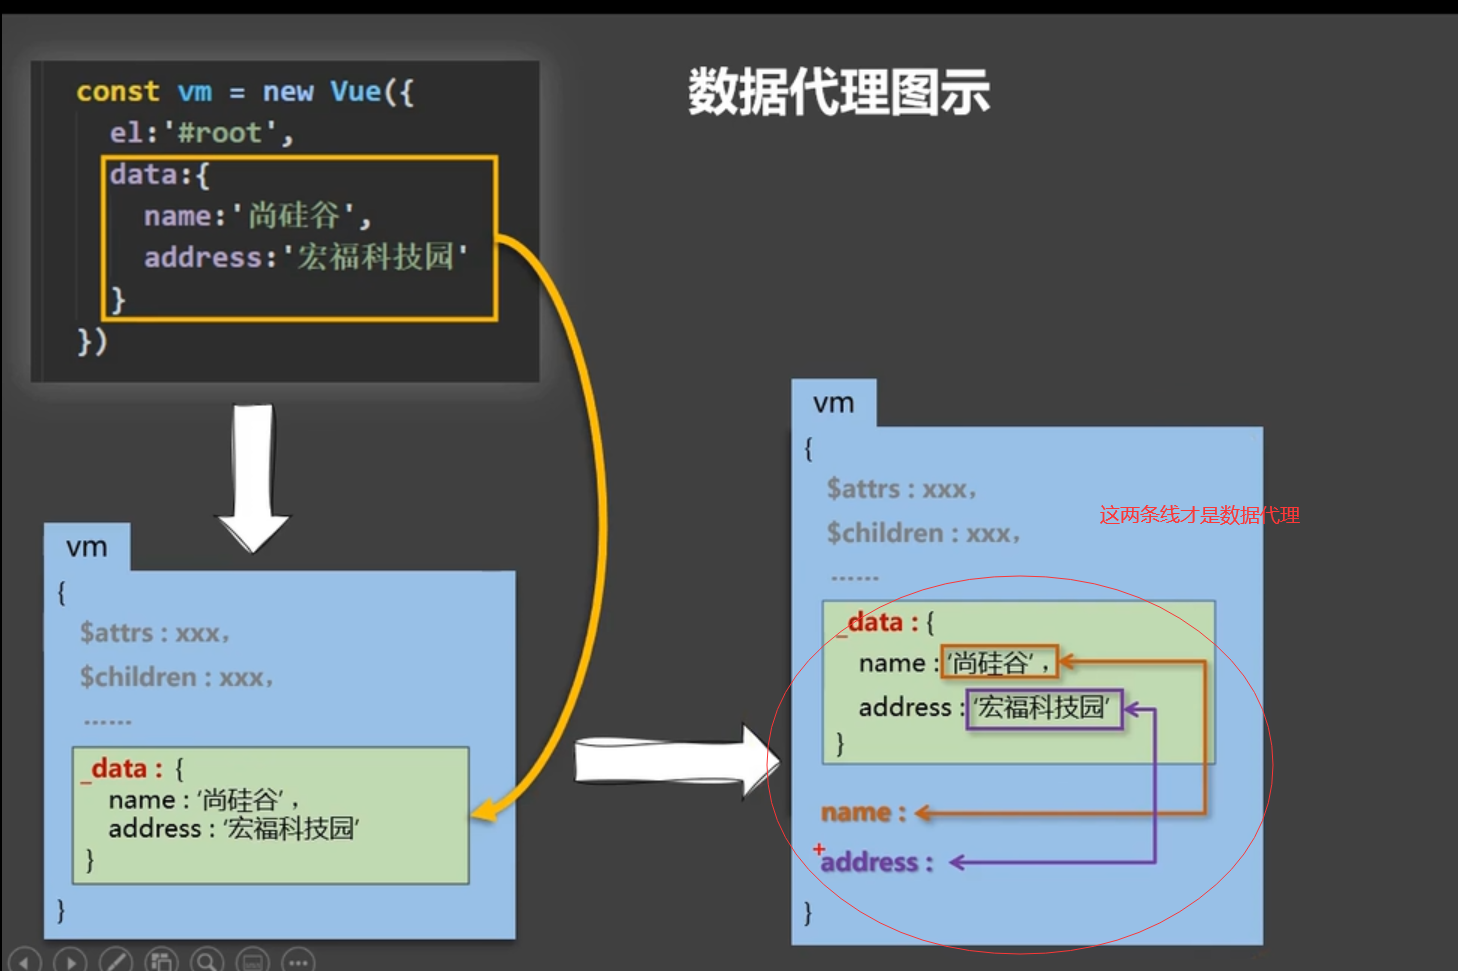 数据代理图示
const vm = new Vue({
el:'#root',
data:{
name:'尚硅谷',
address:'宏福科技园'
}
})
vm
{
$attrs : xxx，
$children : xxx，
......
_data : {
name : ‘尚硅谷’，
address : ‘宏福科技园’
}
}
vm
{
$attrs : xxx，
$children : xxx，
......
这两条线才是数据代理
_data : {
name : ‘尚硅谷’，
address : ‘宏福科技园’
}
name :
address :
}